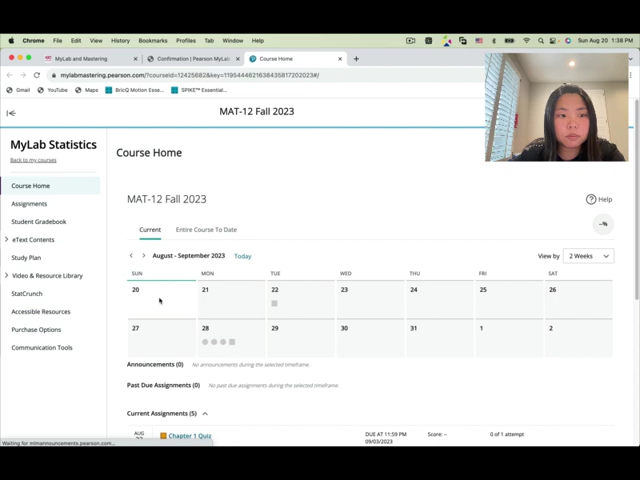 Chrome File Edit View History Bookmarks Profiles Tab Window Help
Sun Aug 20 1:38 PM
MyLab and Mastering
Confirmation | Pearson MyLab
Course Home
Gmail YouTube Maps BricQ Motion Esse... SPIKE™ Essential...
MAT-12 Fall 2023
MyLab Statistics
Back to my courses
Course Home
Assignments
Student Gradebook
eText Contents
Study Plan
Video & Resource Library
StatCrunch
Accessible Resources
Purchase Options
Communication Tools
Course Home
MAT-12 Fall 2023
Help
Current Entire Course To Date
--%
August - September 2023 Today
View by 2 Weeks
SUN MON TUE WED THU FRI SAT
20 21 22 23 24 25 26
27 28 29 30 31 1 2
Announcements (0) No announcements during the selected timeframe.
Past Due Assignments (0) No past due assignments during the selected timeframe.
Current Assignments (5)
AUG
Chapter 1 Quiz
DUE AT 11:59 PM
09/03/2023
Score: --
0 of 1 attempt
Waiting for mlmannouncements.pearson.com...